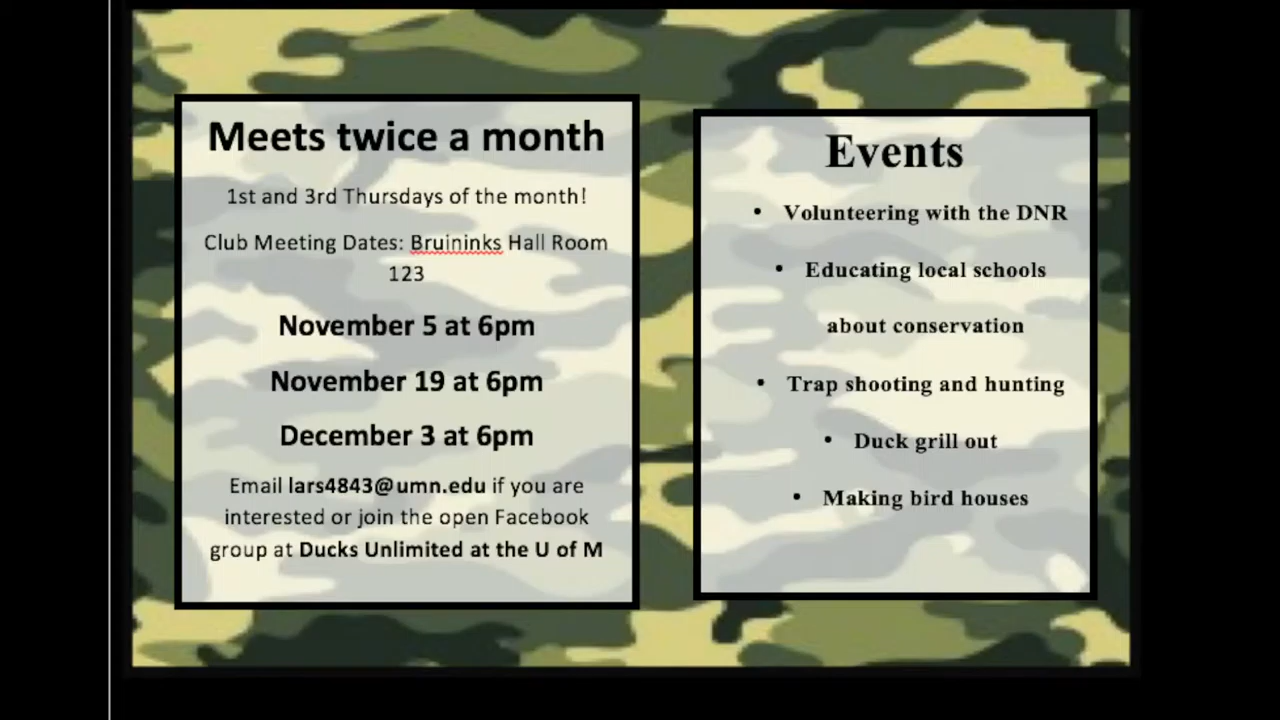 Meets twice a month
1st and 3rd Thursdays of the month!
Club Meeting Dates: Bruininks Hall Room
123
November 5 at 6pm
November 19 at 6pm
December 3 at 6pm
Email lars4843@umn.edu if you are
interested or join the open Facebook
group at Ducks Unlimited at the U of M
Events
• Volunteering with the DNR
• Educating local schools
about conservation
• Trap shooting and hunting
• Duck grill out
• Making bird houses